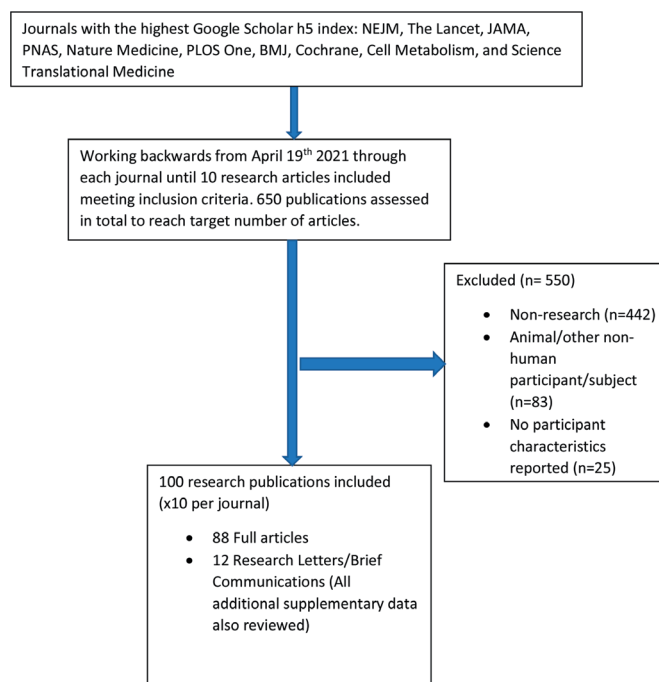 Journals with the highest Google Scholar h5 index: NEJM, The Lancet, JAMA,
PNAS, Nature Medicine, PLOS One, BMJ, Cochrane, Cell Metabolism, and Science
Translational Medicine
Working backwards from April 19th 2021 through
each journal until 10 research articles included
meeting inclusion criteria. 650 publications assessed
in total to reach target number of articles.
Excluded (n= 550)
• Non-research (n=442)
• Animal/other non-
human
participant/subject
(n=83)
• No participant
characteristics
reported (n=25)
100 research publications included
(x10 per journal)
• 88 Full articles
• 12 Research Letters/Brief
Communications (All
additional supplementary data
also reviewed)